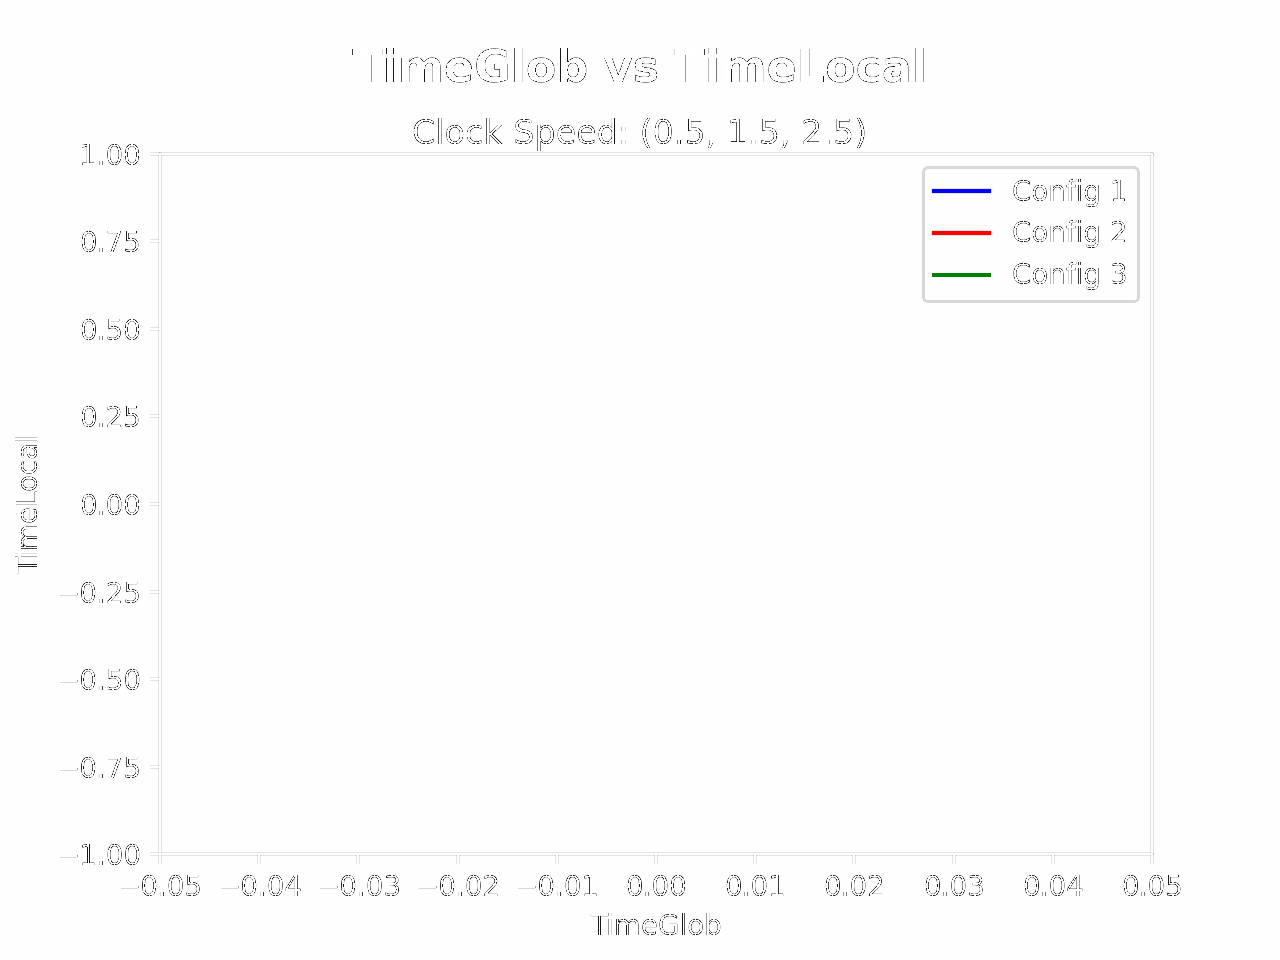 TimeGlob vs TimeLocal
Clock Speed: (0.5, 1.5, 2.5)
1.00
0.75
0.50
0.25
0.00
−0.25
−0.50
−0.75
−1.00
TimeLocal
Config 1
Config 2
Config 3
−0.05 −0.04 −0.03 −0.02 −0.01 0.00 0.01 0.02 0.03 0.04 0.05
TimeGlob